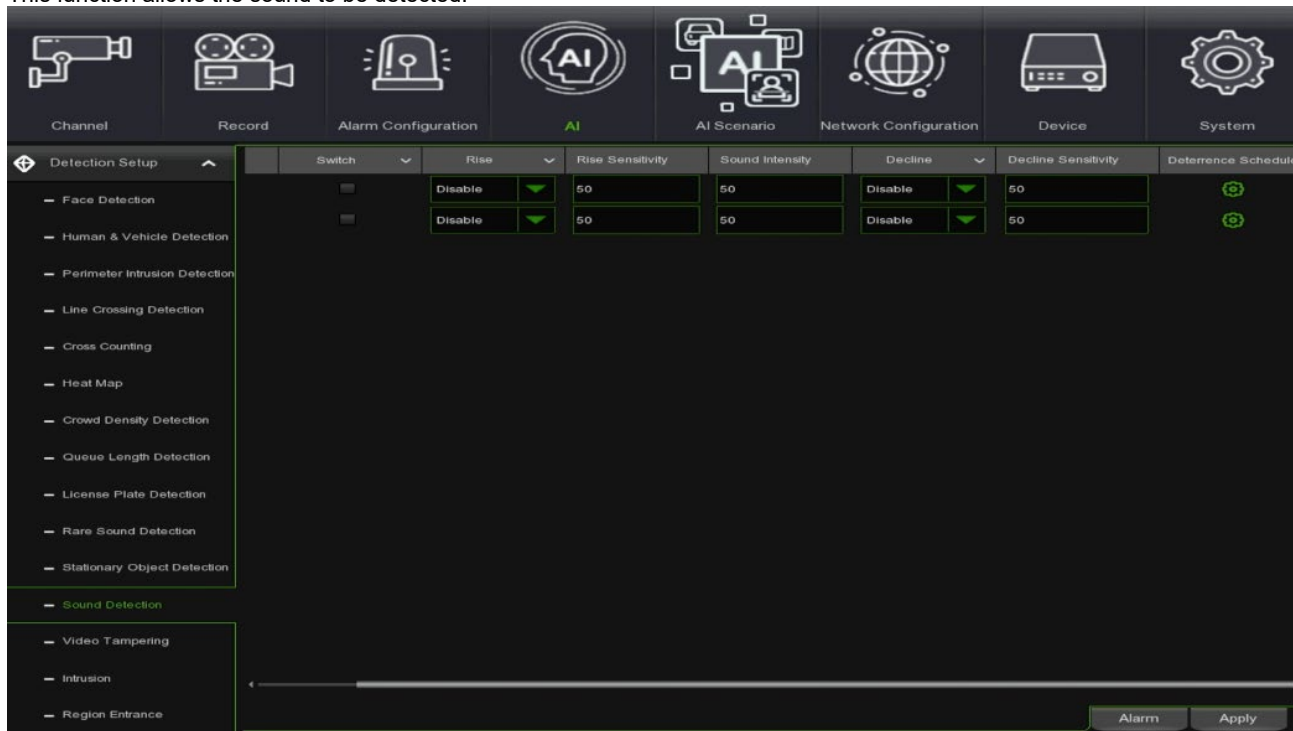 This function allows the sound to be detected.
AI
AI
Channel Record Alarm Configuration AI AI Scenario Network Configuration Device System
Detection Setup Switch Rise Rise Sensitivity Sound Intensity Decline Decline Sensitivity Deterrence Schedule
Face Detection Disable 50 50 Disable 50
Human & Vehicle Detection Disable 50 50 Disable 50
Perimeter Intrusion Detection
Line Crossing Detection
Cross Counting
Heat Map
Crowd Density Detection
Queue Length Detection
License Plate Detection
Rare Sound Detection
Stationary Object Detection
Sound Detection
Video Tampering
Intrusion
Region Entrance
Alarm Apply